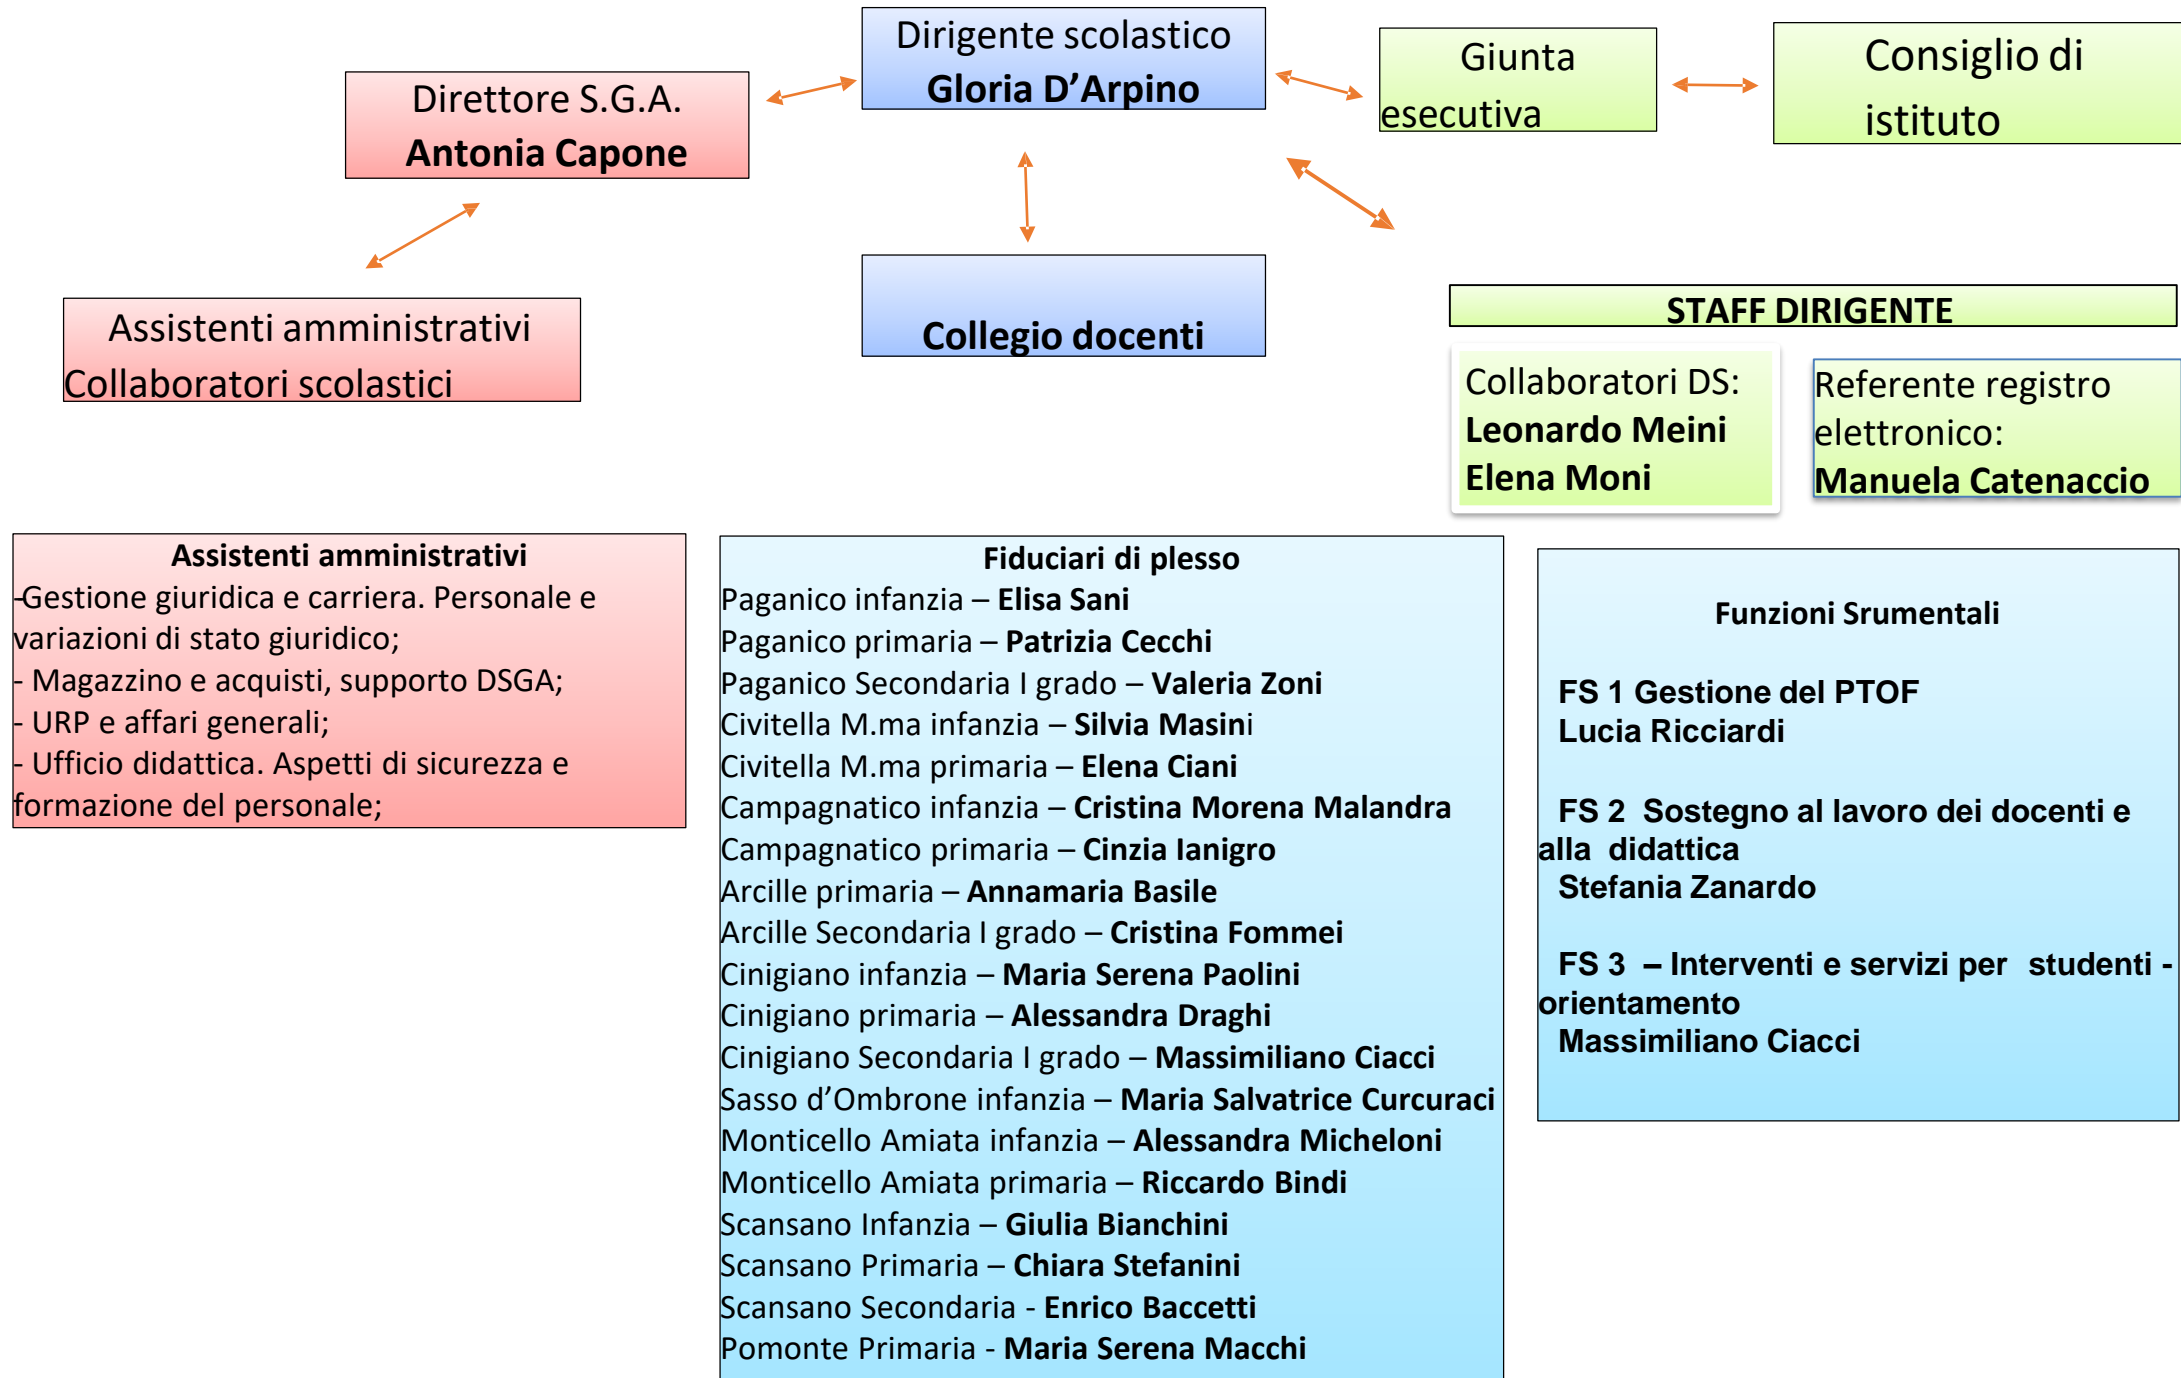 Dirigente scolastico
Gloria D’Arpino
Direttore S.G.A.
Antonia Capone
Giunta
esecutiva
Consiglio di
istituto
Assistenti amministrativi
Collaboratori scolastici
Collegio docenti
STAFF DIRIGENTE
Collaboratori DS:
Leonardo Meini
Elena Moni
Referente registro
elettronico:
Manuela Catenaccio
Assistenti amministrativi
-Gestione giuridica e carriera. Personale e
variazioni di stato giuridico;
- Magazzino e acquisti, supporto DSGA;
- URP e affari generali;
- Ufficio didattica. Aspetti di sicurezza e
formazione del personale;
Fiduciari di plesso
Paganico infanzia – Elisa Sani
Paganico primaria – Patrizia Cecchi
Paganico Secondaria I grado – Valeria Zoni
Civitella M.ma infanzia – Silvia Masini
Civitella M.ma primaria – Elena Ciani
Campagnatico infanzia – Cristina Morena Malandra
Campagnatico primaria – Cinzia Ianigro
Arcille primaria – Annamaria Basile
Arcille Secondaria I grado – Cristina Fommei
Cinigiano infanzia – Maria Serena Paolini
Cinigiano primaria – Alessandra Draghi
Cinigiano Secondaria I grado – Massimiliano Ciacci
Sasso d’Ombrone infanzia – Maria Salvatrice Curcuraci
Monticello Amiata infanzia – Alessandra Micheloni
Monticello Amiata primaria – Riccardo Bindi
Scansano Infanzia – Giulia Bianchini
Scansano Primaria – Chiara Stefanini
Scansano Secondaria - Enrico Baccetti
Pomonte Primaria - Maria Serena Macchi
Funzioni Srumentali
FS 1 Gestione del PTOF
Lucia Ricciardi
FS 2 Sostegno al lavoro dei docenti e
alla didattica
Stefania Zanardo
FS 3 – Interventi e servizi per studenti -
orientamento
Massimiliano Ciacci